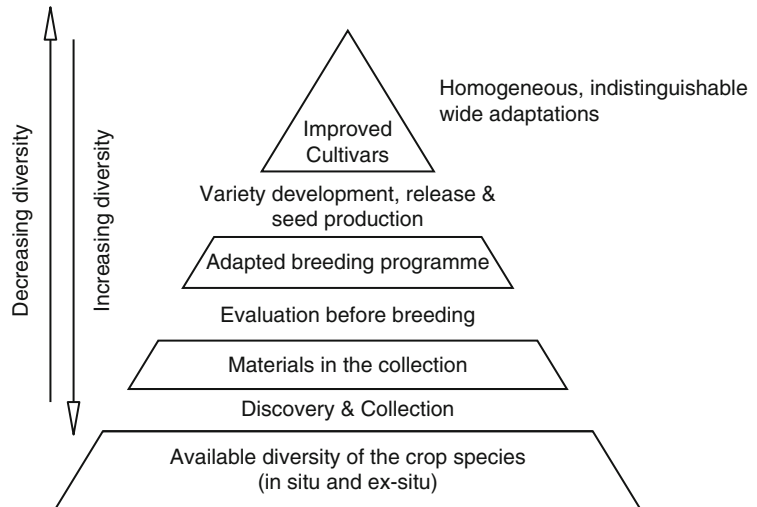 Decreasing diversity
Increasing diversity
Homogeneous, indistinguishable
wide adaptations
Improved
Cultivars
Variety development, release &
seed production
Adapted breeding programme
Evaluation before breeding
Materials in the collection
Discovery & Collection
Available diversity of the crop species
(in situ and ex-situ)